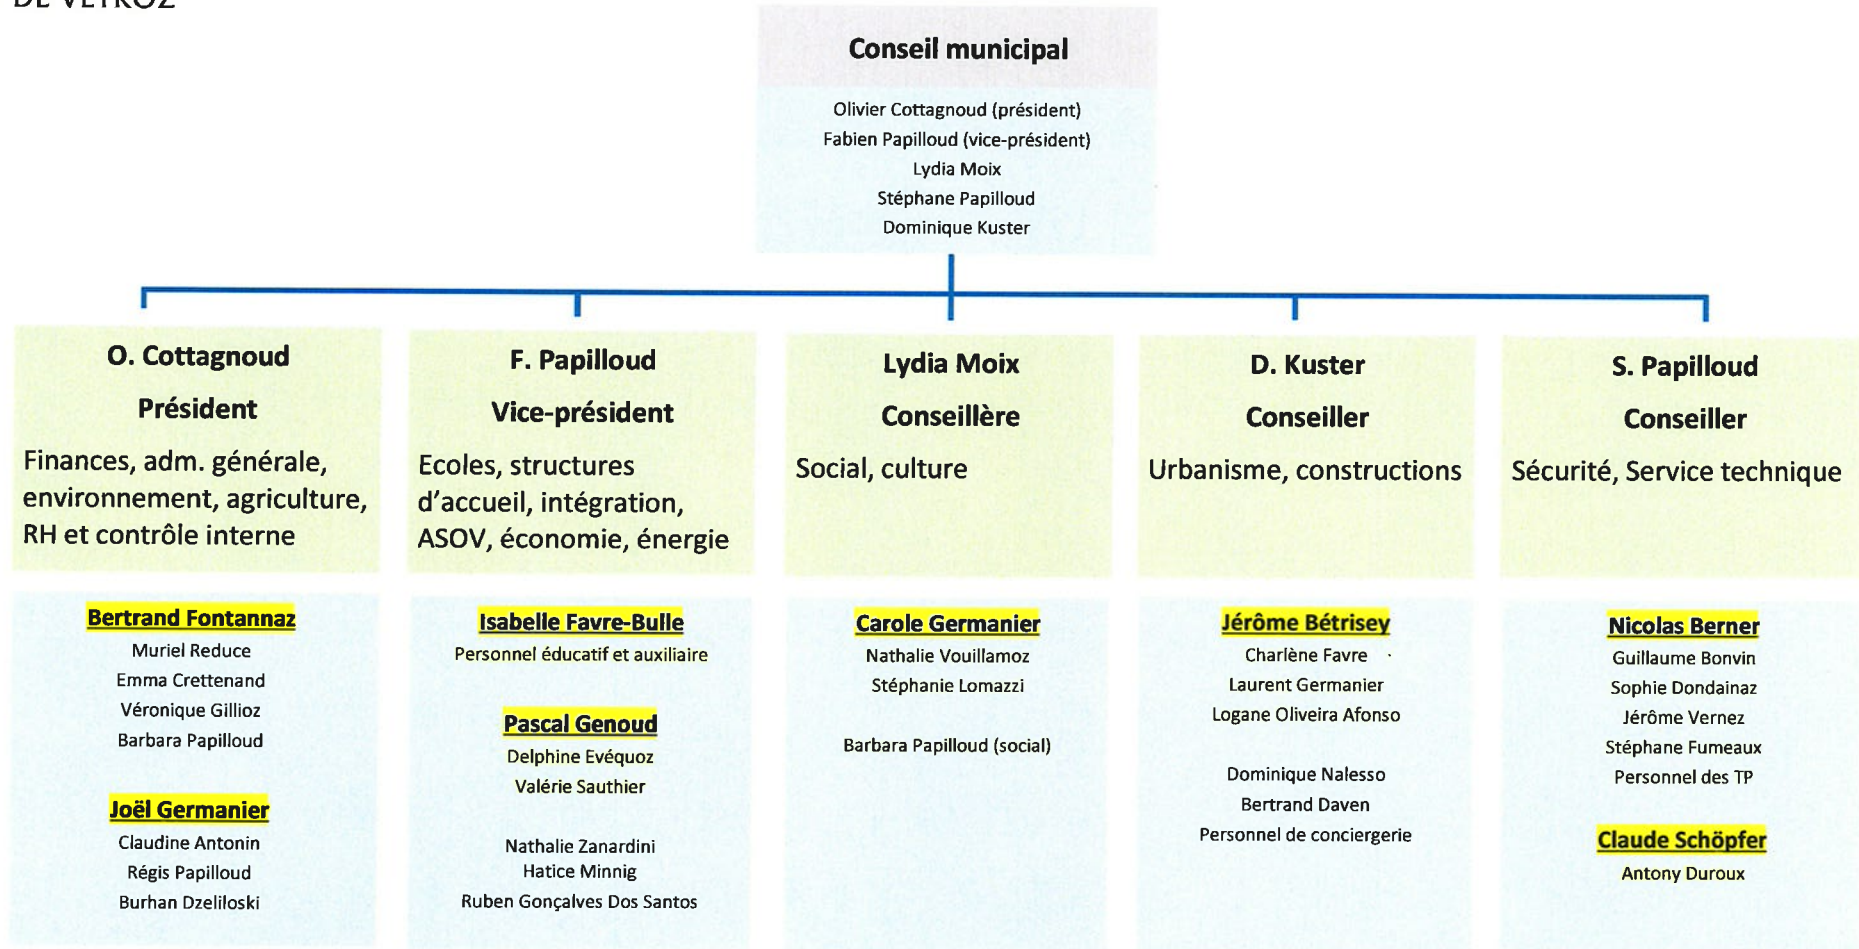 DE VETROZ
Conseil municipal
Olivier Cottagnoud (président)
Fabien Papilloud (vice-président)
Lydia Moix
Stéphane Papilloud
Dominique Kuster
O. Cottagnoud
Président
Finances, adm. générale,
environnement, agriculture,
RH et contrôle interne
Bertrand Fontannaz
Muriel Reduce
Emma Crettenand
Véronique Gillioz
Barbara Papilloud
Joël Germanier
Claudine Antonin
Régis Papilloud
Burhan Dzeliloski
F. Papilloud
Vice-président
Ecoles, structures
d'accueil, intégration,
ASOV, économie, énergie
Isabelle Favre-Bulle
Personnel éducatif et auxiliaire
Pascal Genoud
Delphine Evéquoz
Valérie Sauthier
Nathalie Zanardini
Hatice Minnig
Ruben Gonçalves Dos Santos
Lydia Moix
Conseillère
Social, culture
Carole Germanier
Nathalie Vouillamoz
Stéphanie Lomazzi
Barbara Papilloud (social)
D. Kuster
Conseiller
Urbanisme, constructions
Jérôme Bétrisey
Charlène Favre
Laurent Germanier
Logane Oliveira Afonso
Dominique Nalesso
Bertrand Daven
Personnel de conciergerie
S. Papilloud
Conseiller
Sécurité, Service technique
Nicolas Berner
Guillaume Bonvin
Sophie Dondainaz
Jérôme Vernez
Stéphane Fumeaux
Personnel des TP
Claude Schöpfer
Antony Duroux